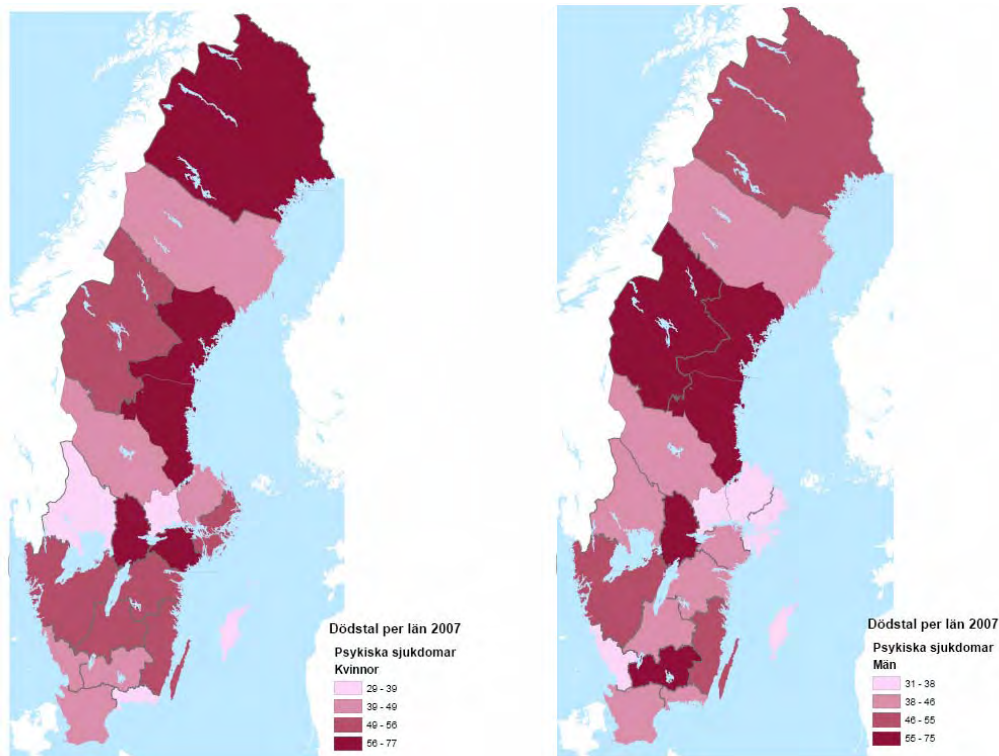 Dödstal per län 2007
Psykiska sjukdomar
Kvinnor
29 - 39
39 - 49
49 - 56
56 - 77
Dödstal per län 2007
Psykiska sjukdomar
Män
31 - 38
38 - 46
46 - 55
55 - 75